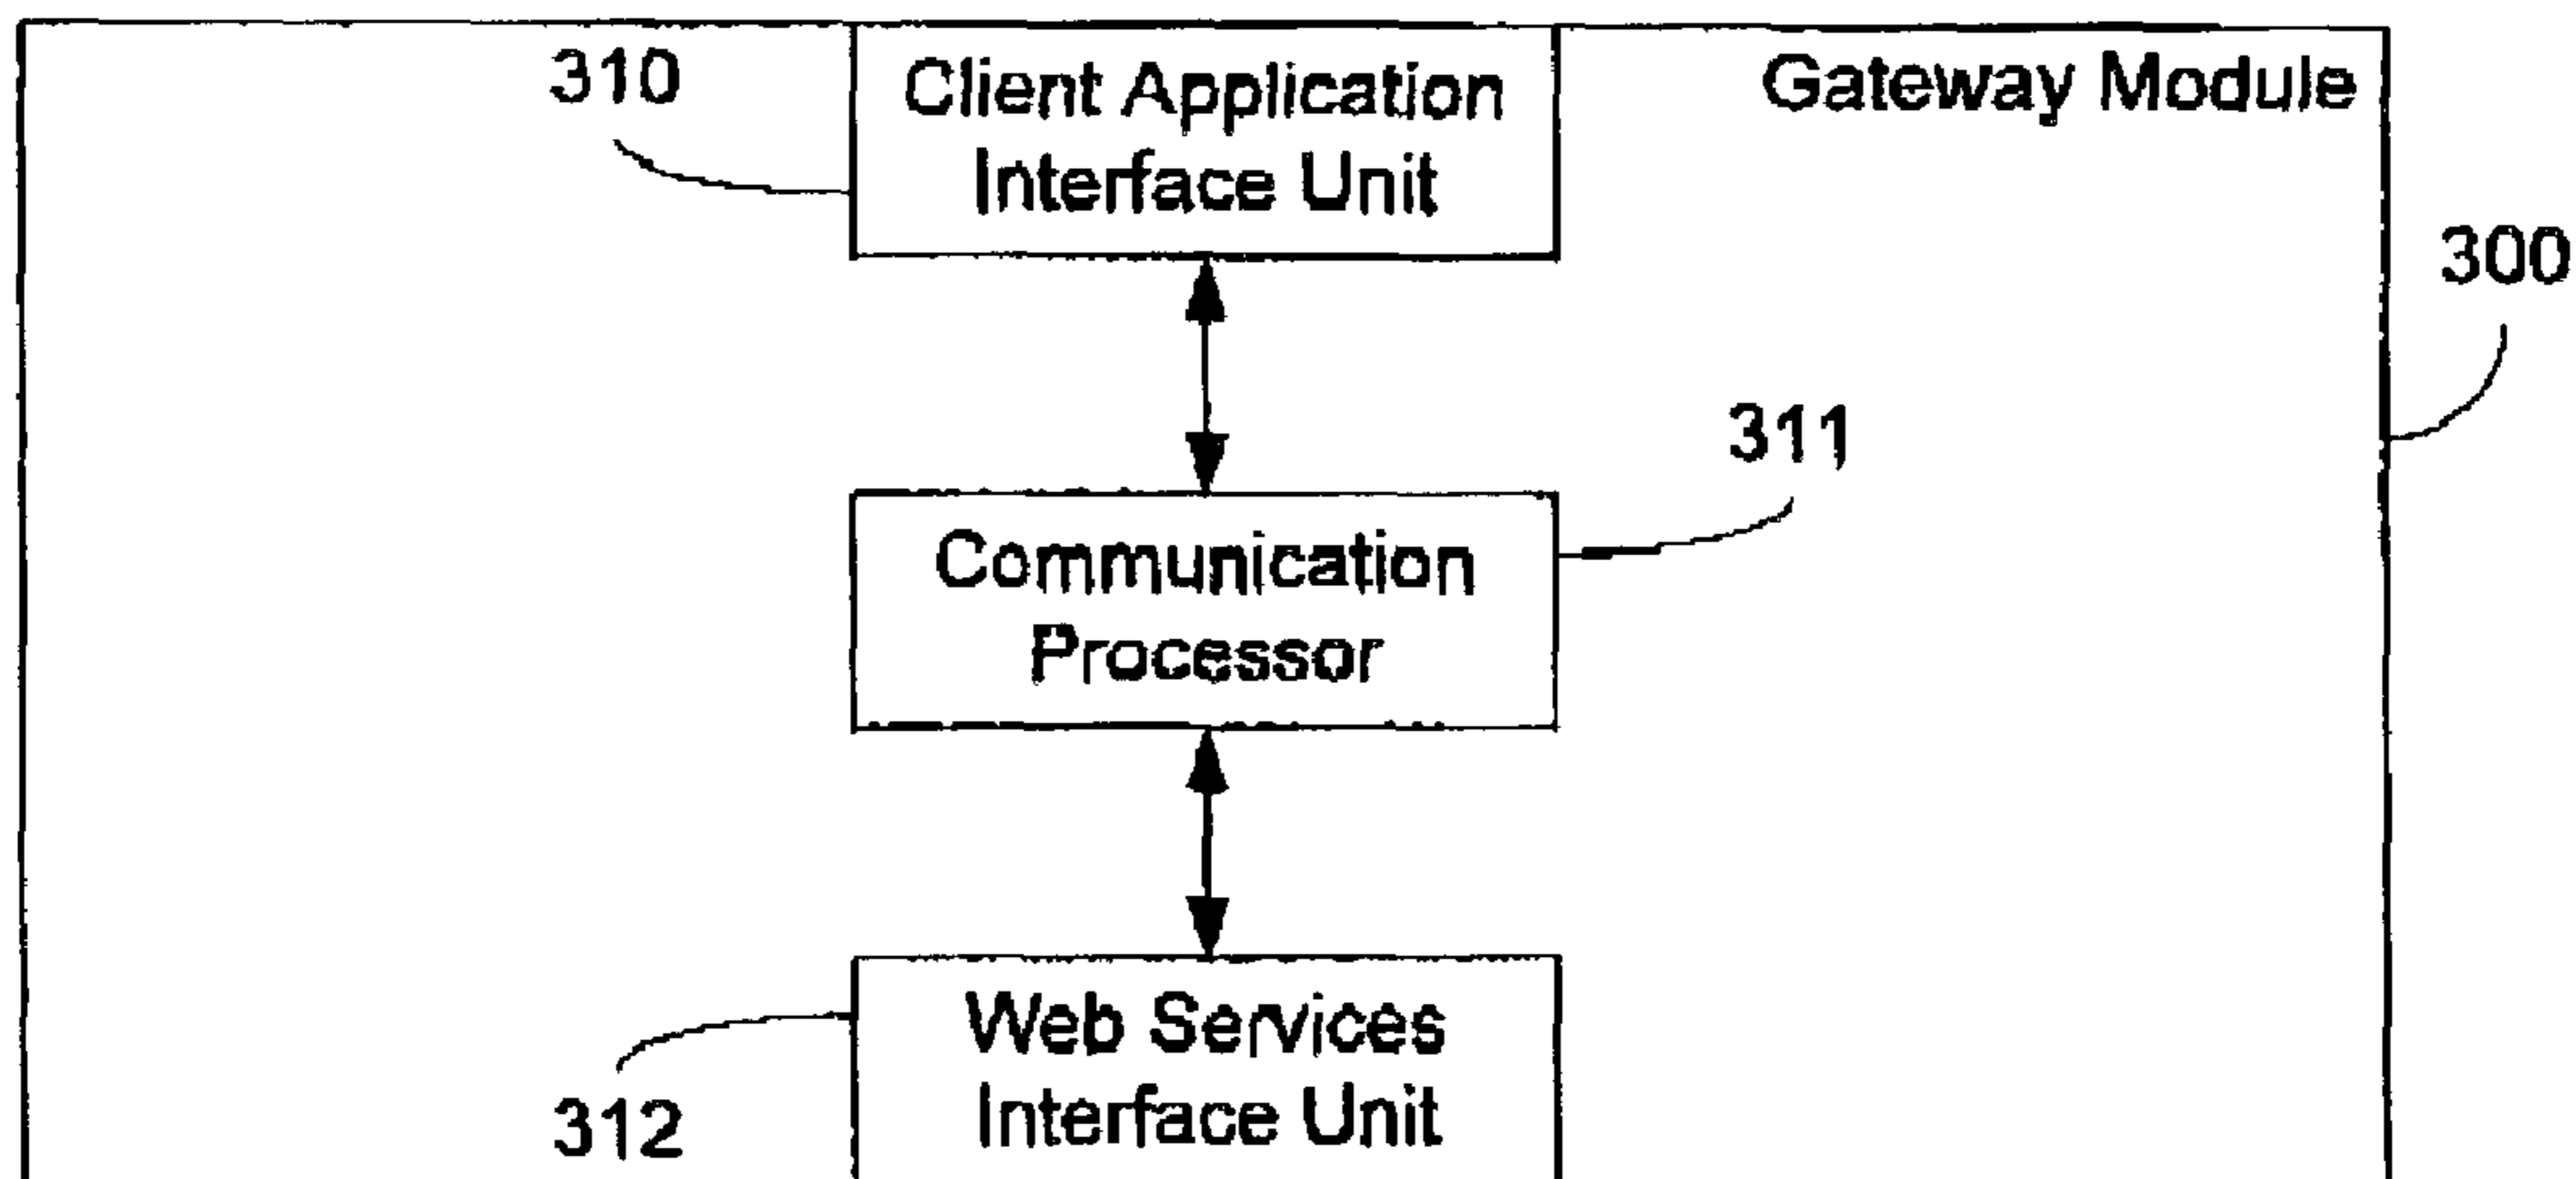 310
Client Application
Interface Unit
Gateway Module
300
311
Communication
Processor
Web Services
Interface Unit
312